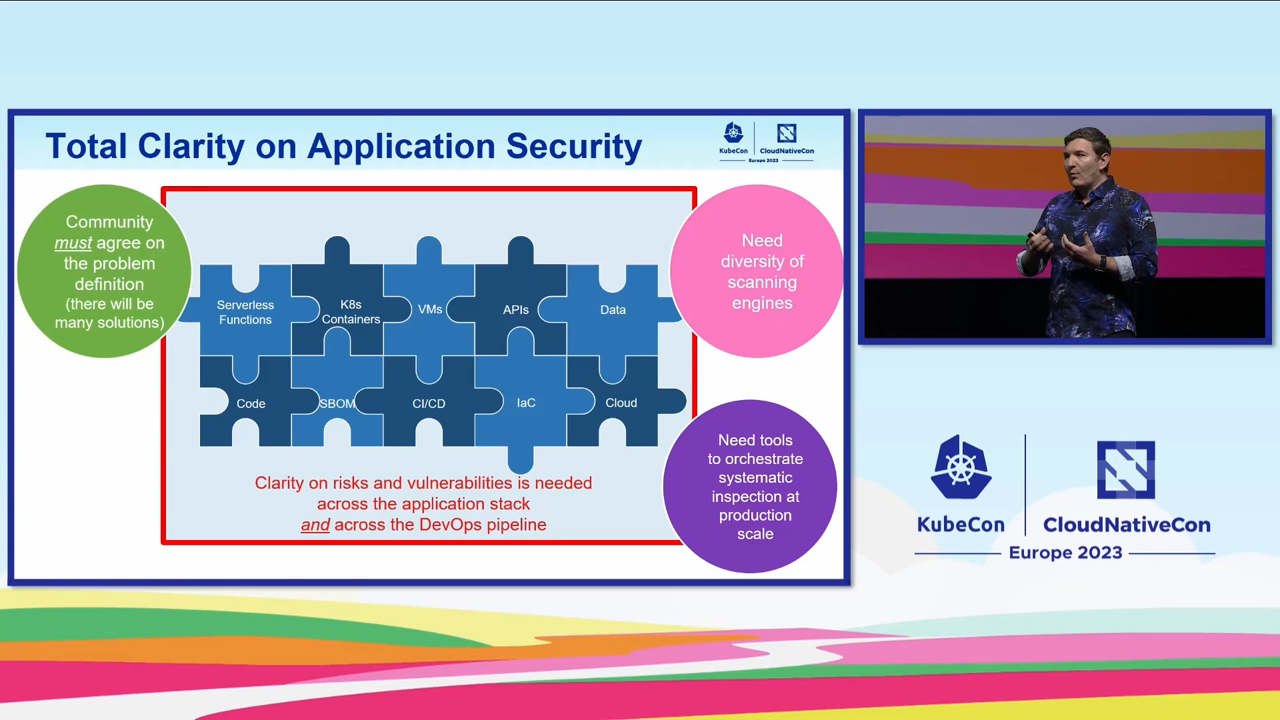 Total Clarity on Application Security
KubeCon
CloudNativeCon
Europe 2023
Community
must agree on
the problem
definition
(there will be
many solutions)
Serverless
Functions
K8s
Containers
VMs
APIs
Data
Code
SBOM
CI/CD
IaC
Cloud
Clarity on risks and vulnerabilities is needed
across the application stack
and across the DevOps pipeline
Need
diversity of
scanning
engines
Need tools
to orchestrate
systematic
inspection at
production
scale
KubeCon
CloudNativeCon
Europe 2023